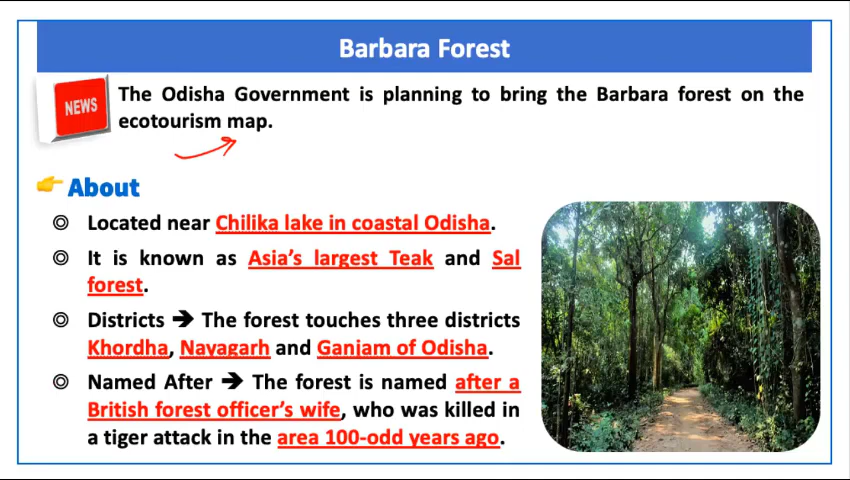 Barbara Forest
NEWS
The Odisha Government is planning to bring the Barbara forest on the
ecotourism map.
About
◎ Located near Chilika lake in coastal Odisha.
◎ It is known as Asia's largest Teak and Sal
forest.
◎ Districts ➔ The forest touches three districts
Khordha, Nayagarh and Ganjam of Odisha.
◎ Named After ➔ The forest is named after a
British forest officer's wife, who was killed in
a tiger attack in the area 100-odd years ago.